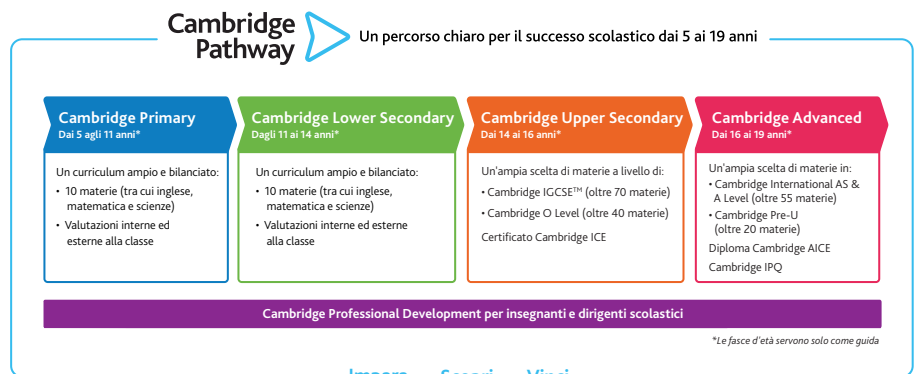 Cambridge
Pathway
Un percorso chiaro per il successo scolastico dai 5 ai 19 anni
Cambridge Primary
Dai 5 agli 11 anni*
Un curriculum ampio e bilanciato:
• 10 materie (tra cui inglese,
matematica e scienze)
• Valutazioni interne ed
esterne alla classe
Cambridge Lower Secondary
Dagli 11 ai 14 anni*
Un curriculum ampio e bilanciato:
• 10 materie (tra cui inglese,
matematica e scienze)
• Valutazioni interne ed esterne
alla classe
Cambridge Upper Secondary
Dai 14 ai 16 anni*
Un'ampia scelta di materie a livello di:
• Cambridge IGCSE™ (oltre 70 materie)
• Cambridge O Level (oltre 40 materie)
Certificato Cambridge ICE
Cambridge Advanced
Dai 16 ai 19 anni*
Un'ampia scelta di materie in:
• Cambridge International AS &
A Level (oltre 55 materie)
• Cambridge Pre-U
(oltre 20 materie)
Diploma Cambridge AICE
Cambridge IPQ
Cambridge Professional Development per insegnanti e dirigenti scolastici
*Le fasce d'età servono solo come guida